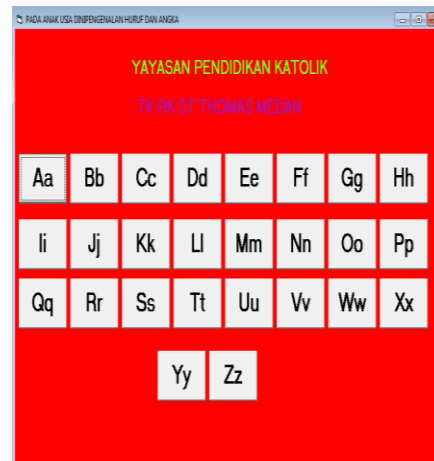 PADA ANAK USIA DINIPENGENALAN HURUF DAN ANGKA
YAYASAN PENDIDIKAN KATOLIK
TK RK ST THOMAS MEDAN
Aa Bb Cc Dd Ee Ff Gg Hh
Ii Jj Kk Ll Mm Nn Oo Pp
Qq Rr Ss Tt Uu Vv Ww Xx
Yy Zz